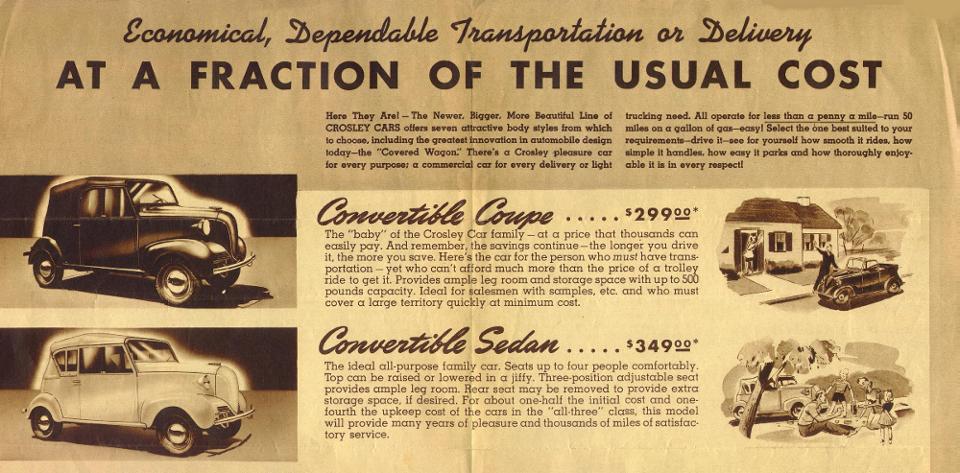 Economical, Dependable Transportation or Delivery
AT A FRACTION OF THE USUAL COST
Here They Are! — The Newer, Bigger, More Beautiful Line of
CROSLEY CARS offers seven attractive body styles from which
to choose, including the greatest innovation in automobile design
today—the "Covered Wagon." There's a Crosley pleasure car
for every purpose; a commercial car for every delivery or light
trucking need. All operate for less than a penny a mile—run 50
miles on a gallon of gas—easy! Select the one best suited to your
requirements—drive it—see for yourself how smooth it rides, how
simple it handles, how easy it parks and how thoroughly enjoy-
able it is in every respect!
Convertible Coupe ..... $299.00*
The "baby" of the Crosley Car family — at a price that thousands can
easily pay. And remember, the savings continue—the longer you drive
it, the more you save. Here's the car for the person who must have trans-
portation — yet who can't afford much more than the price of a trolley
ride to get it. Provides ample leg room and storage space with up to 500
pounds capacity. Ideal for salesmen with samples, etc. and who must
cover a large territory quickly at minimum cost.
Convertible Sedan ..... $349.00*
The ideal all-purpose family car. Seats up to four people comfortably.
Top can be raised or lowered in a jiffy. Three-position adjustable seat
provides ample leg room. Rear seat may be removed to provide extra
storage space, if desired. For about one-half the initial cost and one-
fourth the upkeep cost of the cars in the "all-three" class, this model
will provide many years of pleasure and thousands of miles of satisfac-
tory service.